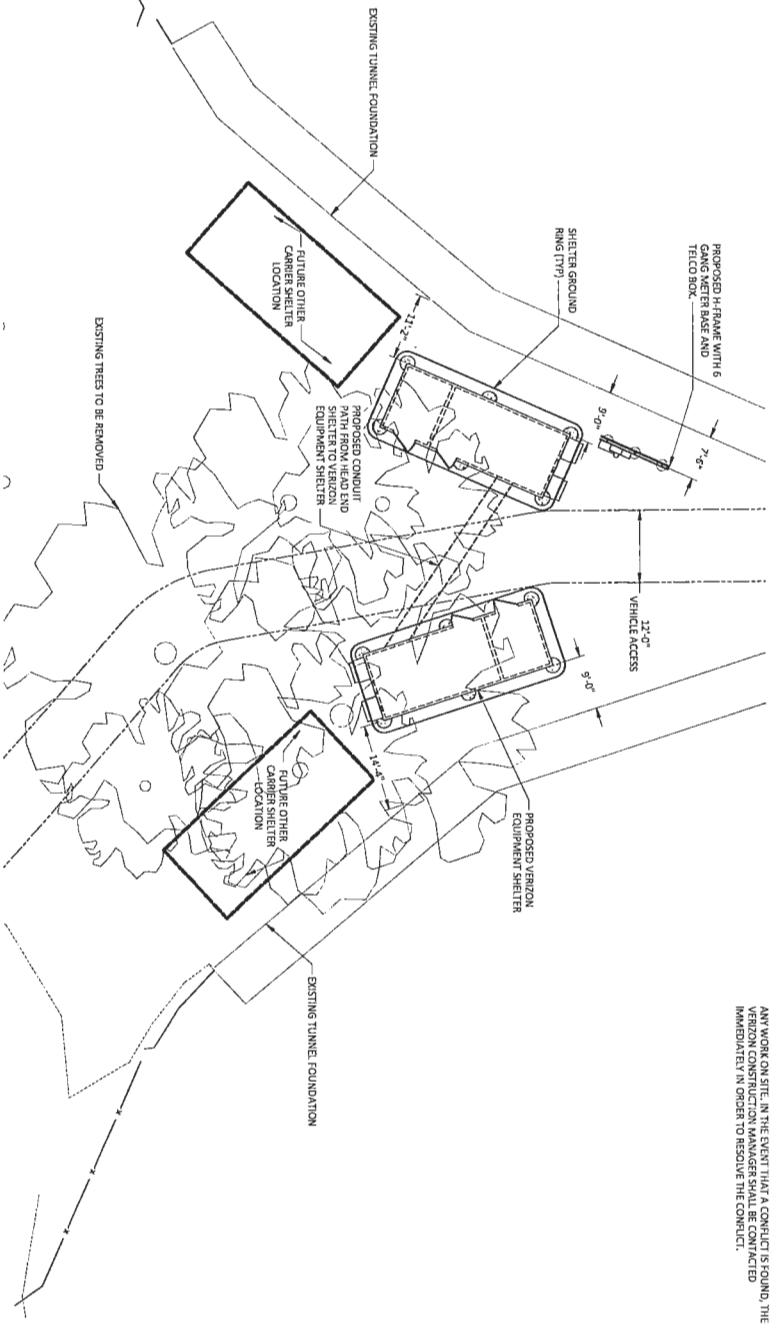 ANY WORK ON SITE. IN THE EVENT THAT A CONFLICT IS FOUND, THE
VERIZON CONSTRUCTION MANAGER SHALL BE CONTACTED
IMMEDIATELY IN ORDER TO RESOLVE THE CONFLICT.
PROPOSED H-FRAME WITH 6
GANG METER BASE AND
TELCO BOX.
7'-6"
9'-0"
12'-0"
VEHICLE ACCESS
SHELTER GROUND
RING (TYP)
EXISTING TUNNEL FOUNDATION
11'-2"
9'-0"
PROPOSED VERIZON
EQUIPMENT SHELTER
FUTURE OTHER
CARRIER SHELTER
LOCATION
PROPOSED CONDUIT
PATH FROM HEAD END
SHELTER TO VERIZON
EQUIPMENT SHELTER
14'-4"
FUTURE OTHER
CARRIER SHELTER
LOCATION
EXISTING TREES TO BE REMOVED
EXISTING TUNNEL FOUNDATION
x
x
x